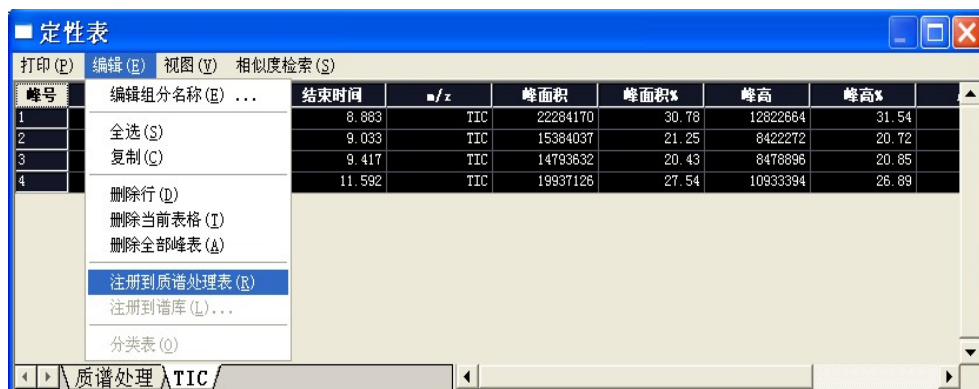 定性表
打印(P) 编辑(E) 视图(V) 相似度检索(S)
峰号 结束时间 m/z 峰面积 峰面积% 峰高 峰高%
1 8.883 TIC 22284170 30.78 12822664 31.54
2 9.033 TIC 15384037 21.25 8422272 20.72
3 9.417 TIC 14793632 20.43 8478896 20.85
4 11.592 TIC 19937126 27.54 10933394 26.89
编辑组分名称(E) ...
全选(S)
复制(C)
删除行(D)
删除当前表格(T)
删除全部峰表(A)
注册到质谱处理表(R)
注册到谱库(L)...
分类表(O)
质谱处理 TIC